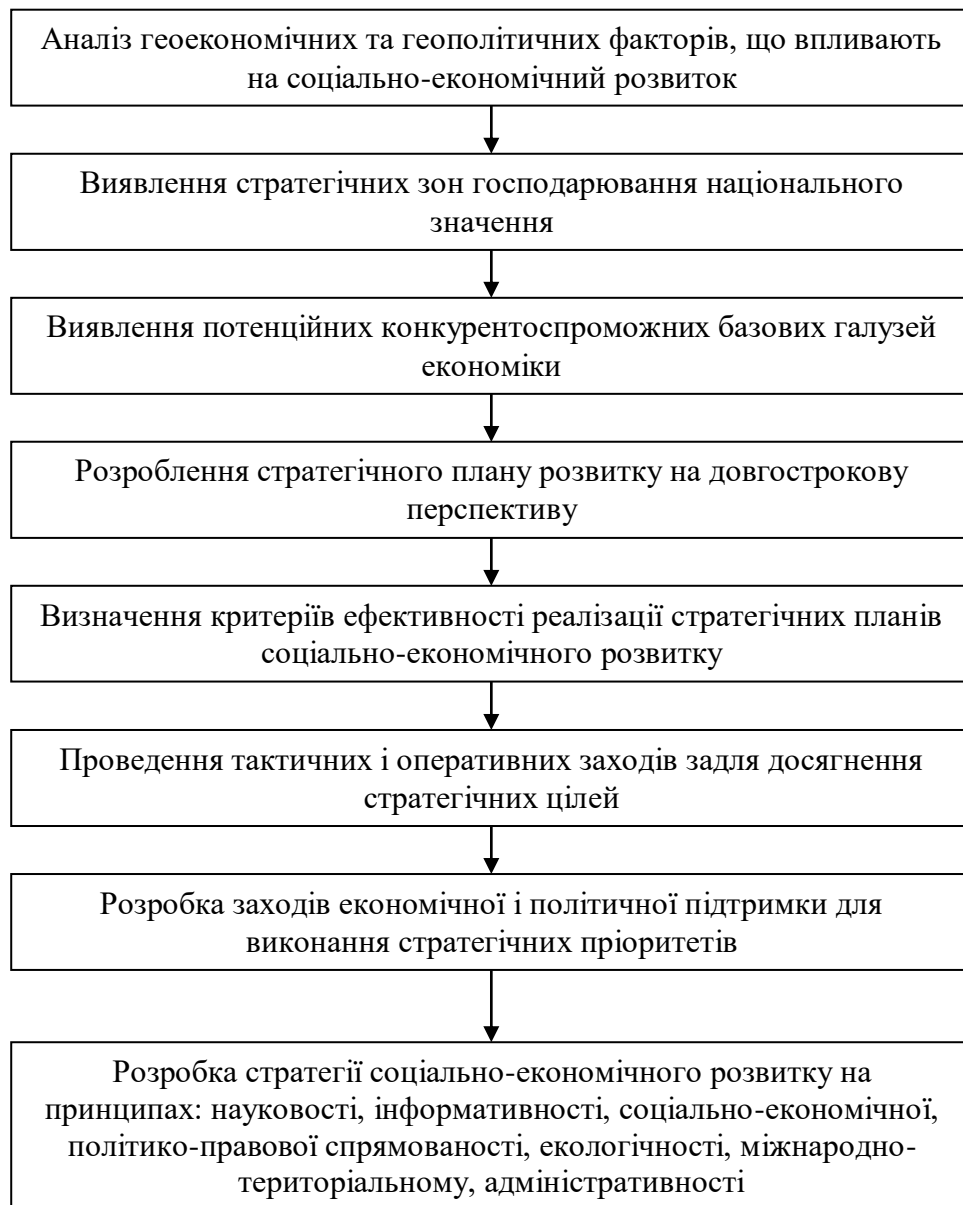 Аналіз геоекономічних та геополітичних факторів, що впливають
на соціально-економічний розвиток
Виявлення стратегічних зон господарювання національного
значення
Виявлення потенційних конкурентоспроможних базових галузей
економіки
Розроблення стратегічного плану розвитку на довгострокову
перспективу
Визначення критеріїв ефективності реалізації стратегічних планів
соціально-економічного розвитку
Проведення тактичних і оперативних заходів задля досягнення
стратегічних цілей
Розробка заходів економічної і політичної підтримки для
виконання стратегічних пріоритетів
Розробка стратегії соціально-економічного розвитку на
принципах: науковості, інформативності, соціально-економічної,
політико-правової спрямованості, екологічності, міжнародно-
територіальному, адміністративності